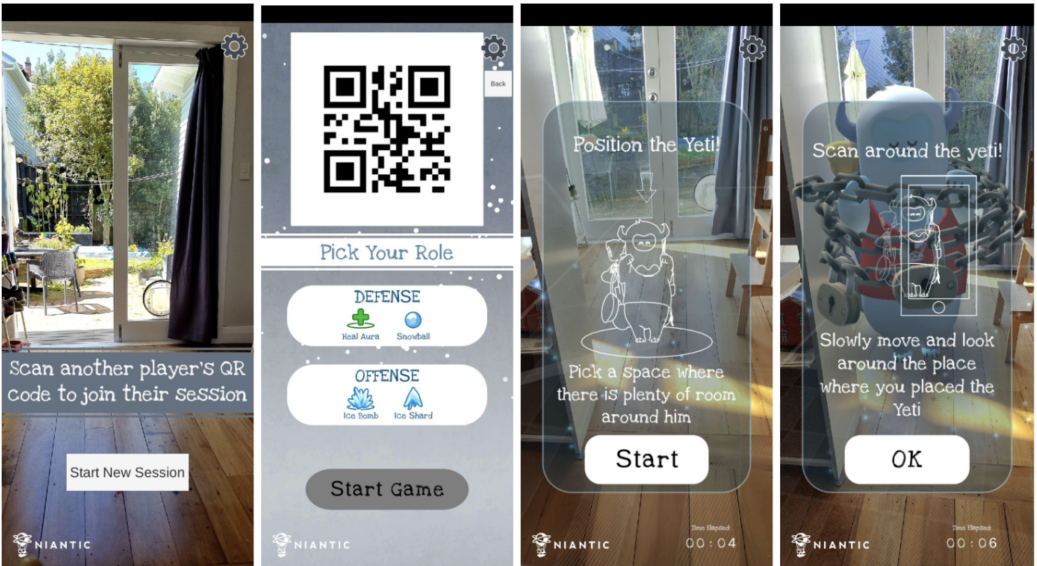 Scan another player's QR
code to join their session
Start New Session
NIANTIC
Back
Pick Your Role
DEFENSE
Heal Aura
Snowball
OFFENSE
Ice Bomb
Ice Shard
Start Game
NIANTIC
Position the Yeti!
Pick a space where
there is plenty of room
around him
Start
Time Elapsed
00:04
NIANTIC
Scan around the yeti!
Slowly move and look
around the place
where you placed the
Yeti
OK
Time Elapsed
00:06
NIANTIC